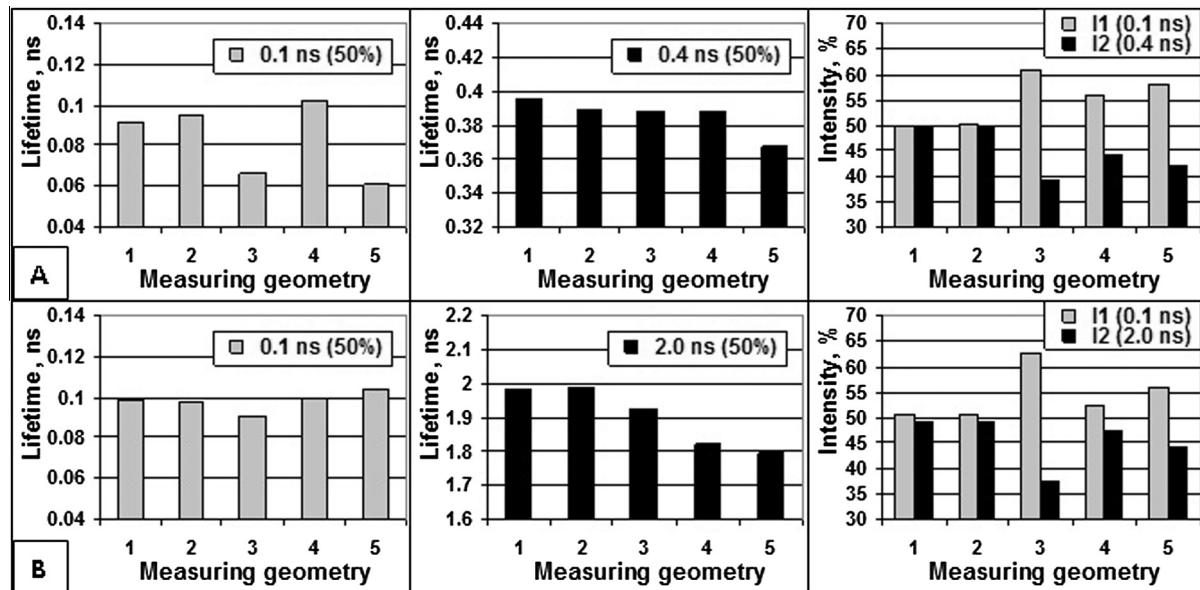 0.14
0.12
0.1
0.08
0.06
0.04
Lifetime, ns
0.1 ns (50%)
1 2 3 4 5
Measuring geometry
A
0.44
0.42
0.4
0.38
0.36
0.34
0.32
Lifetime, ns
0.4 ns (50%)
1 2 3 4 5
Measuring geometry
70
65
60
55
50
45
40
35
30
Intensity, %
I1 (0.1 ns)
I2 (0.4 ns)
1 2 3 4 5
Measuring geometry
0.14
0.12
0.1
0.08
0.06
0.04
Lifetime, ns
0.1 ns (50%)
1 2 3 4 5
Measuring geometry
B
2.2
2.1
2
1.9
1.8
1.7
1.6
Lifetime, ns
2.0 ns (50%)
1 2 3 4 5
Measuring geometry
70
65
60
55
50
45
40
35
30
Intensity, %
I1 (0.1 ns)
I2 (2.0 ns)
1 2 3 4 5
Measuring geometry